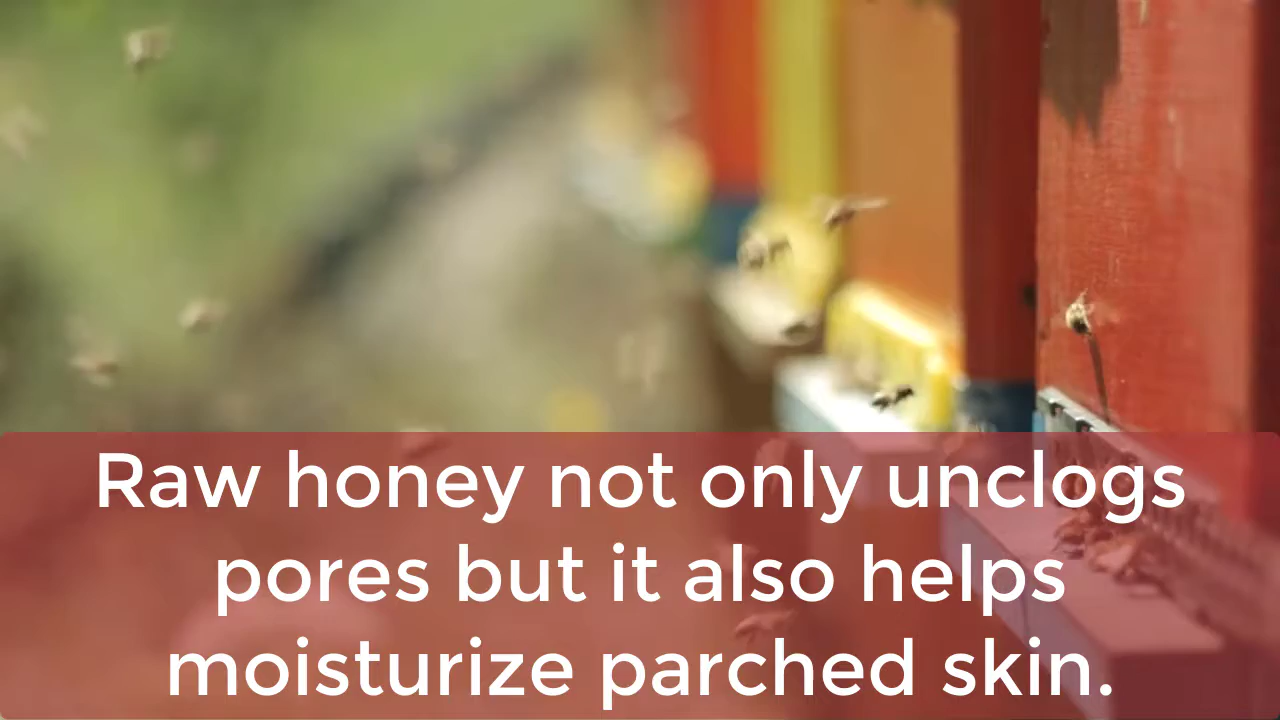 Raw honey not only unclogs
pores but it also helps
moisturize parched skin.